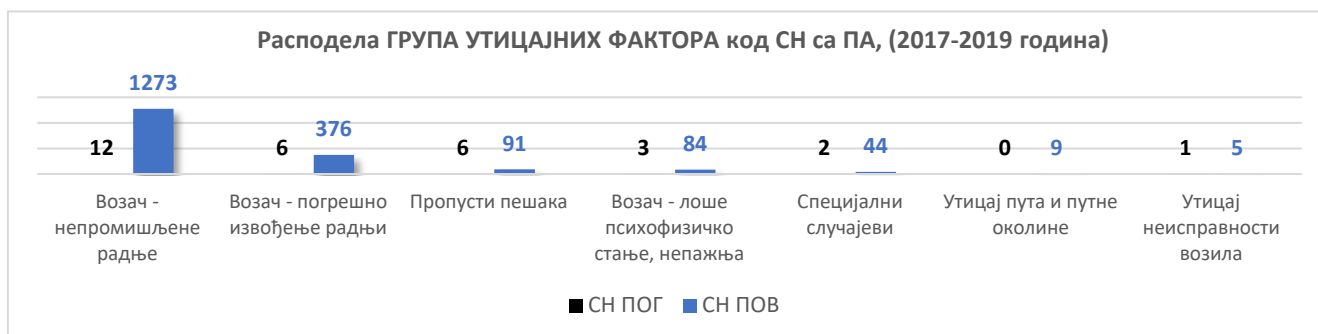 Расподела ГРУПА УТИЦАЈНИХ ФАКТОРА код СН са ПА, (2017-2019 година)
12 1273 6 376 6 91 3 84 2 44 0 9 1 5
Возач -
непромишљене
радње
Возач - погрешно
извођење радњи
Пропусти пешака
Возач - лоше
психофизичко
стање, непажња
Специјални
случајеви
Утицај пута и путне
околине
Утицај
неисправности
возила
СН ПОГ СН ПОВ